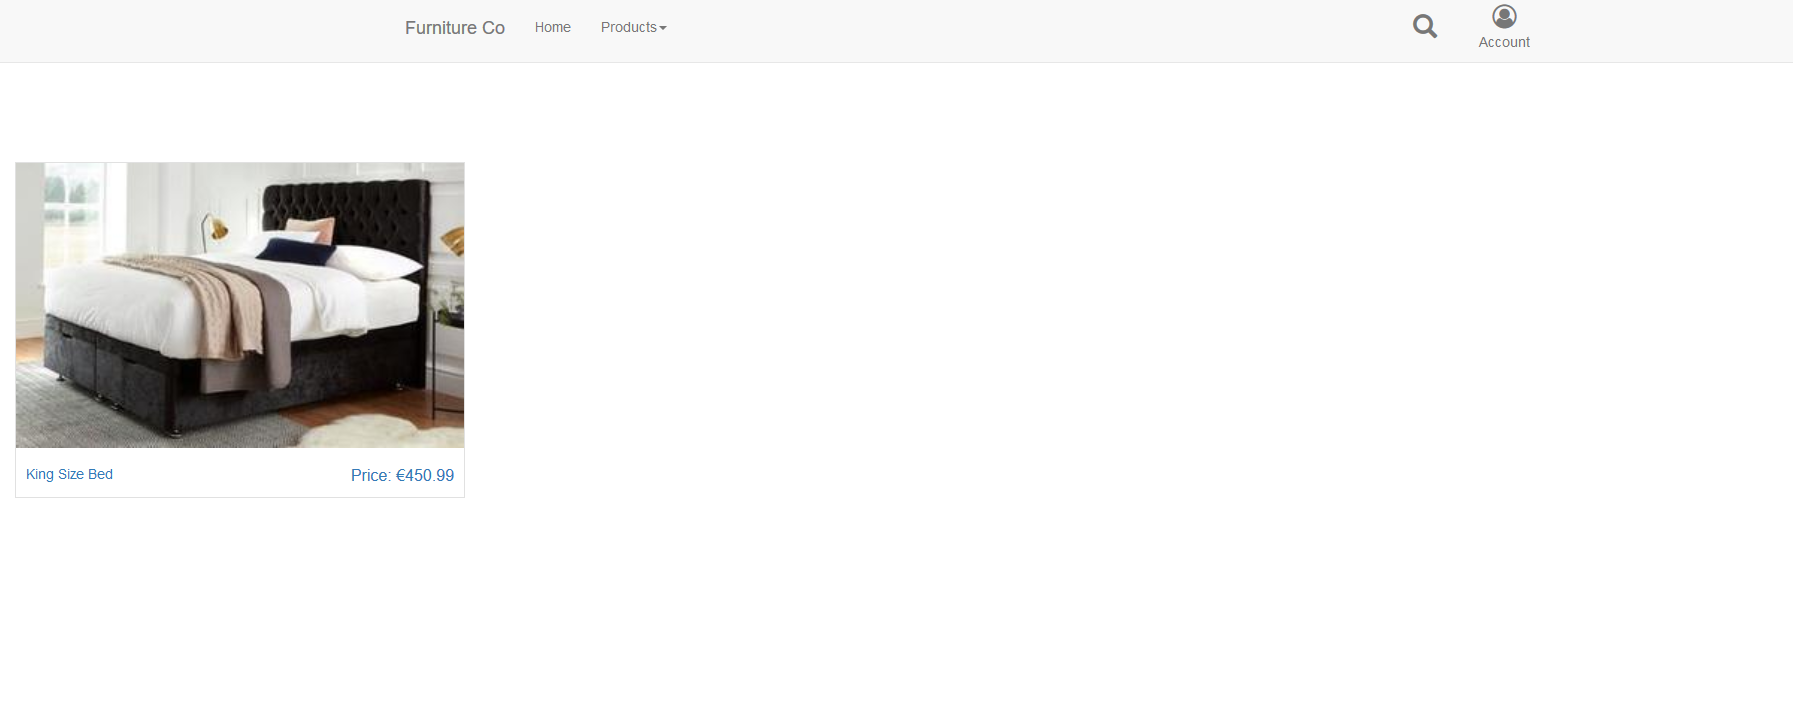 Furniture Co Home Products
Account
King Size Bed Price: €450.99